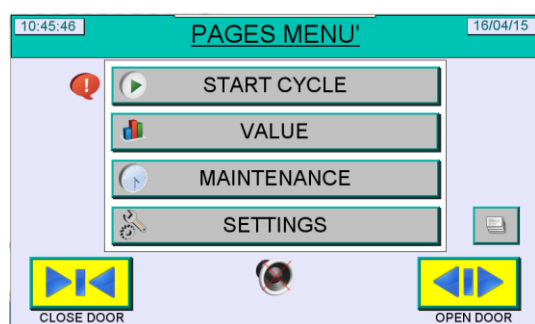 10:45:46
PAGES MENU'
16/04/15
START CYCLE
VALUE
MAINTENANCE
SETTINGS
CLOSE DOOR
OPEN DOOR